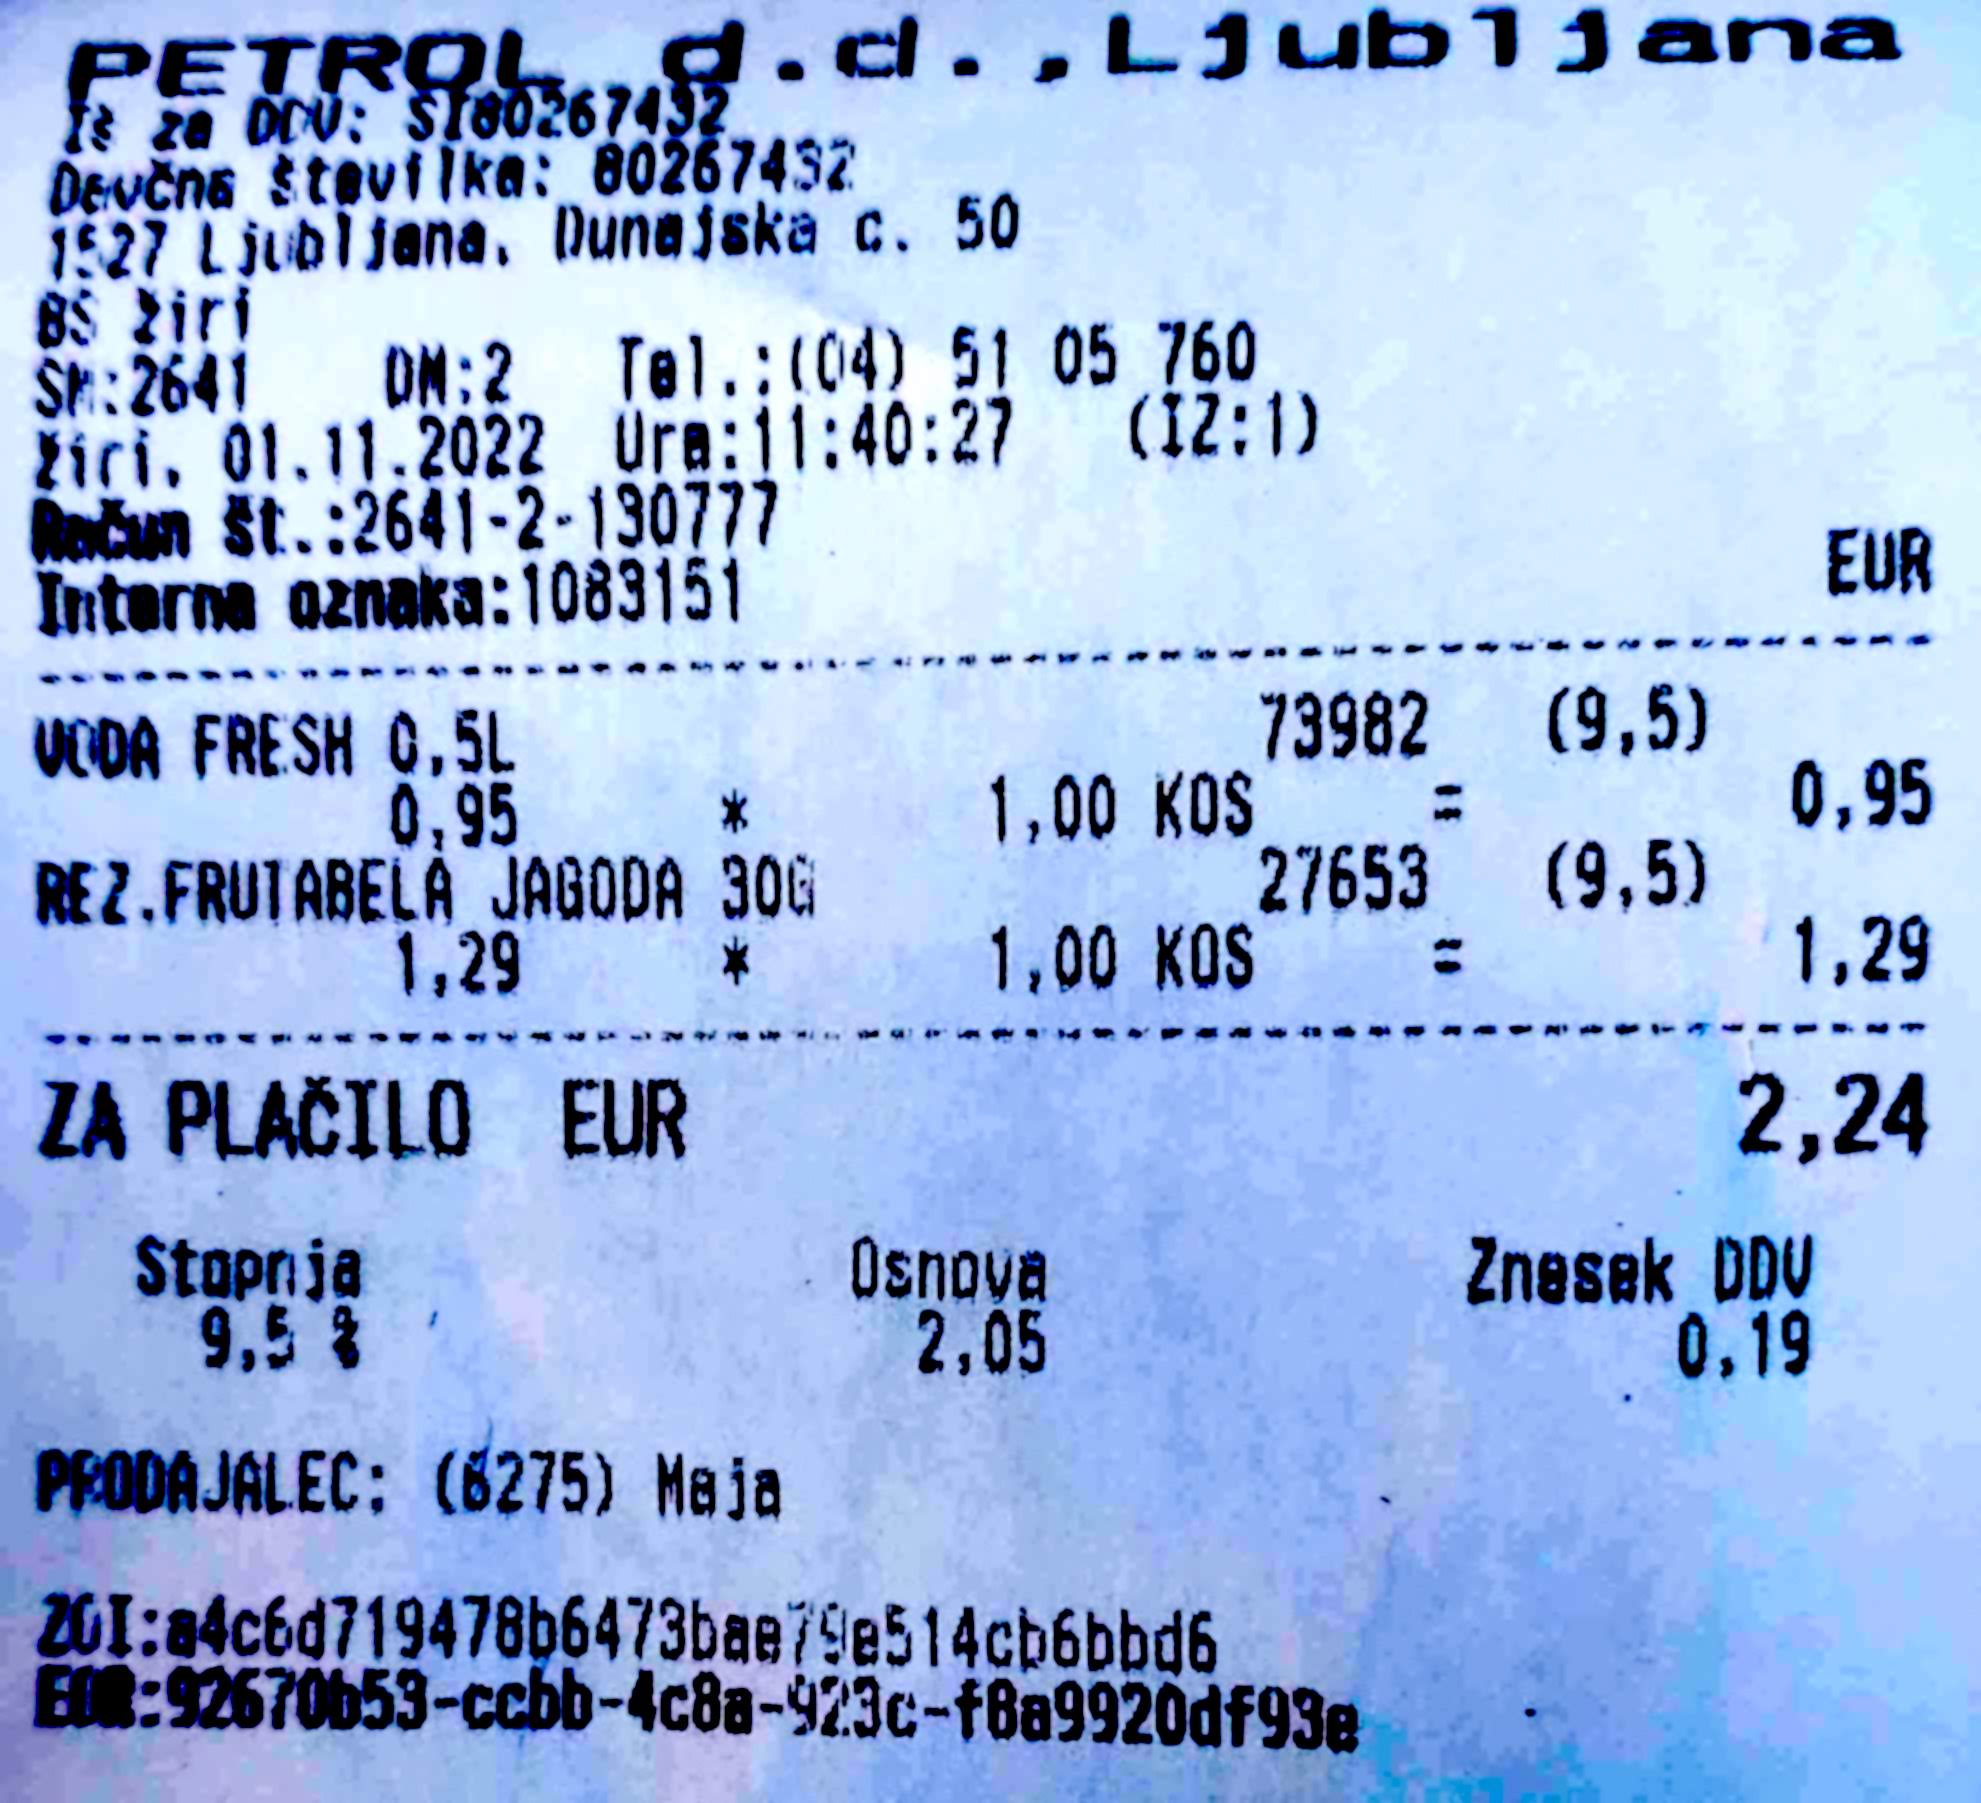 PETROL d.d.,Ljubljana
Iš za DDV: SI80267432
Davčna številka: 80267432
1527 Ljubljana, Dunajska c. 50
BS Žiri
SM:2641 DM:2 Tel.:(04) 51 05 760
Žiri, 01.11.2022 Ura:11:40:27 (IZ:1)
Račun št.:2641-2-130777
Interna oznaka:1083151
EUR
VODA FRESH 0,5L 73982 (9,5)
0,95 * 1,00 KOS = 0,95
REZ.FRUTABELA JAGODA 30G 27653 (9,5)
1,29 * 1,00 KOS = 1,29
ZA PLAČILO EUR 2,24
Stopnja Osnova Znesek DDV
9,5 % 2,05 0,19
PRODAJALEC: (6275) Maja
ZOI:a4c6d719478b6473bae79e514cb6bbd6
EOR:92670b53-ccbb-4c8a-923c-f8a9920df93e